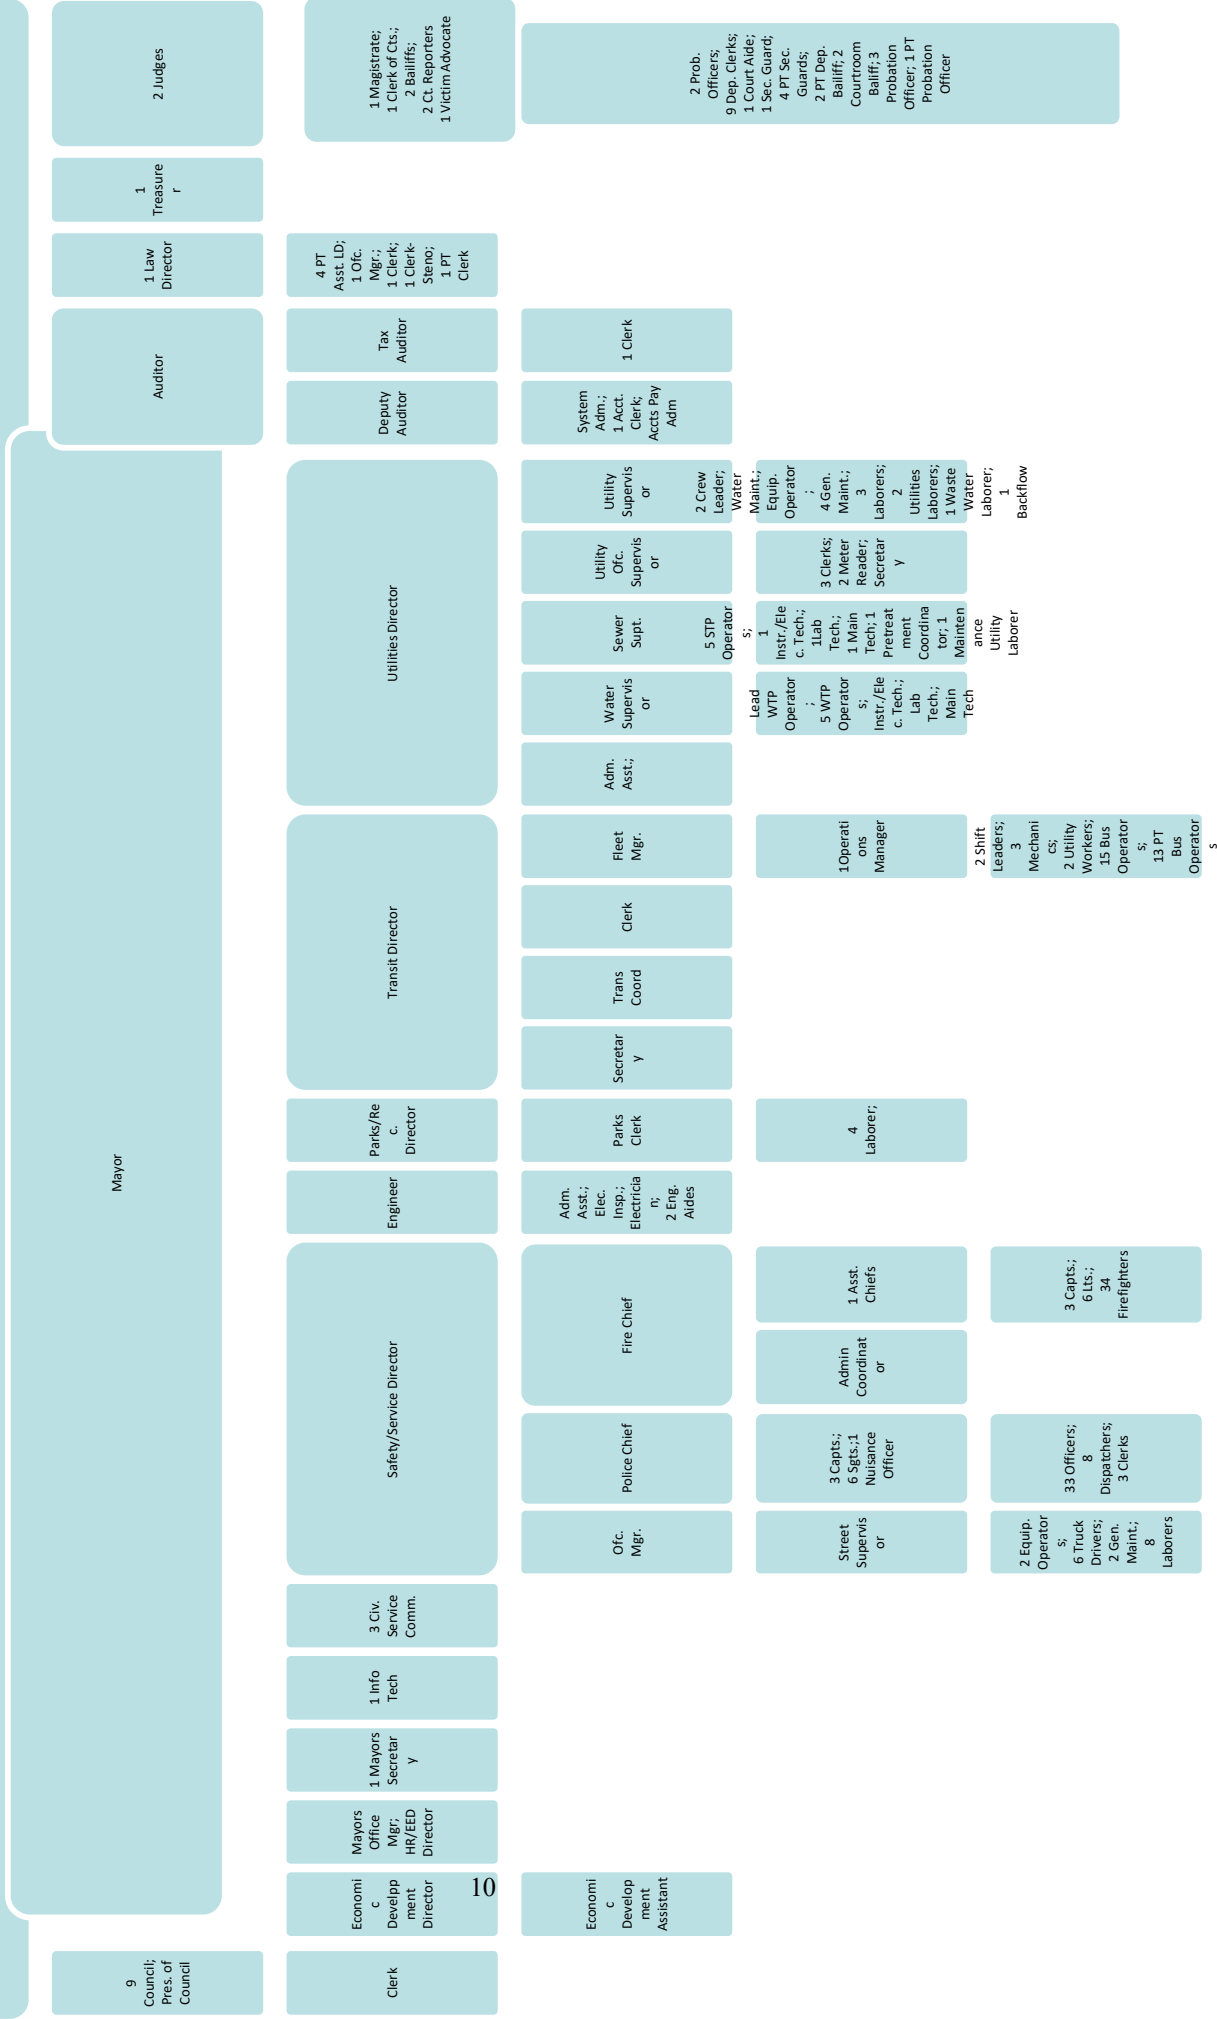 9
Council;
Pres. of
Council
Mayor
Auditor
1 Law
Director
1
Treasure
r
2 Judges
Clerk
Economi
c
Develpp
ment
Director
Mayors
Office
Mgr;
HR/EED
Director
1 Mayors
Secretar
y
1 Info
Tech
3 Civ.
Service
Comm.
Safety/Service Director
Engineer
Parks/Re
c.
Director
Transit Director
Utilities Director
Deputy
Auditor
Tax
Auditor
4 PT
Asst. LD;
1 Ofc.
Mgr.;
1 Clerk;
1 Clerk-
Steno;
1 PT
Clerk
1 Magistrate;
1 Clerk of Cts.;
2 Bailiffs;
2 Ct. Reporters
1 Victim Advocate
10
Economi
c
Develop
ment
Assistant
Ofc.
Mgr.
Police Chief
Fire Chief
Adm.
Asst.;
Elec.
Insp.;
Electricia
n;
2 Eng.
Aides
Parks
Clerk
Secretar
y
Trans
Coord
Clerk
Fleet
Mgr.
Adm.
Asst.;
Water
Supervis
or
Sewer
Supt.
Utility
Ofc.
Supervis
or
Utility
Supervis
or
System
Adm.;
1 Acct.
Clerk;
Accts Pay
Adm
1 Clerk
2 Prob.
Officers;
9 Dep. Clerks;
1 Court Aide;
1 Sec. Guard;
4 PT Sec.
Guards;
2 PT Dep.
Bailiff; 2
Courtroom
Baliff; 3
Probation
Officer; 1 PT
Probation
Officer
Street
Supervis
or
3 Capts.;
6 Sgts.;1
Nuisance
Officer
Admin
Coordinat
or
1 Asst.
Chiefs
4
Laborer;
1Operati
ons
Manager
Lead
WTP
Operator
;
5 WTP
Operator
s;
Instr./Ele
c. Tech.;
Lab
Tech.;
Main
Tech
5 STP
Operator
s;
1
Instr./Ele
c. Tech.;
1Lab
Tech.;
1 Main
Tech; 1
Pretreat
ment
Coordina
tor; 1
Mainten
ance
Utility
Laborer
3 Clerks;
2 Meter
Reader;
Secretar
y
2 Crew
Leader;
Water
Maint.;
Equip.
Operator
;
4 Gen.
Maint.;
3
Laborers;
2
Utilities
Laborers;
1 Waste
Water
Laborer;
1
Backflow
2 Equip.
Operator
s;
6 Truck
Drivers;
2 Gen.
Maint.;
8
Laborers
33 Officers;
8
Dispatchers;
3 Clerks
3 Capts.;
6 Lts.;
34
Firefighters
2 Shift
Leaders;
3
Mechani
cs;
2 Utility
Workers;
15 Bus
Operator
s;
13 PT
Bus
Operator
s